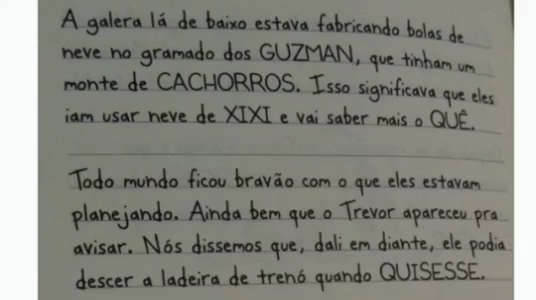 A galera lá de baixo estava fabricando bolas de
neve no gramado dos GUZMAN, que tinham um
monte de CACHORROS. Isso significava que eles
iam usar neve de XIXI e vai saber mais o QUÊ.
Todo mundo ficou bravão com o que eles estavam
planejando. Ainda bem que o Trevor apareceu pra
avisar. Nós dissemos que, dali em diante, ele podia
descer a ladeira de trenó quando QUISESSE.